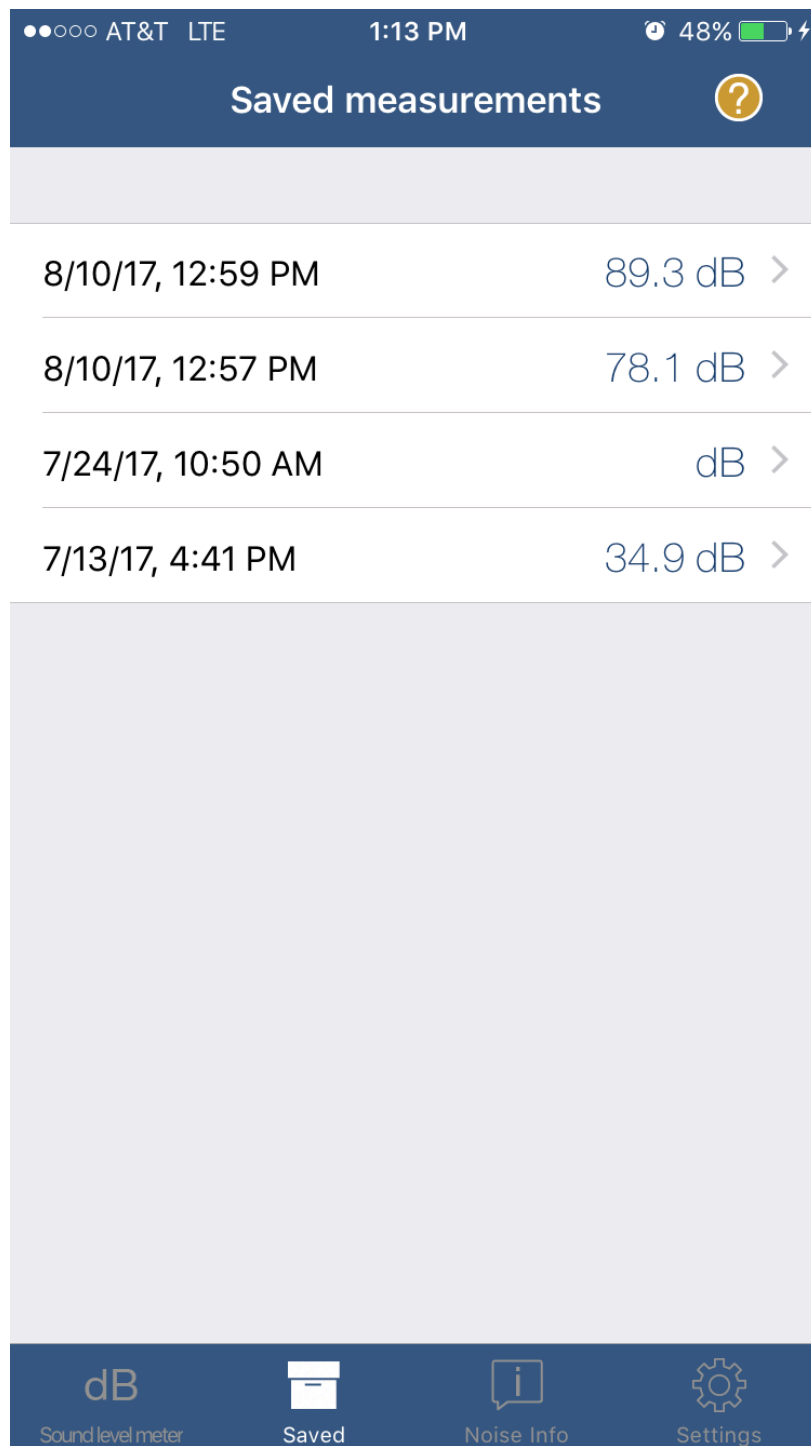 AT&T LTE 1:13 PM 48%
Saved measurements ?
8/10/17, 12:59 PM 89.3 dB
8/10/17, 12:57 PM 78.1 dB
7/24/17, 10:50 AM dB
7/13/17, 4:41 PM 34.9 dB
dB i
Sound level meter Saved Noise Info Settings